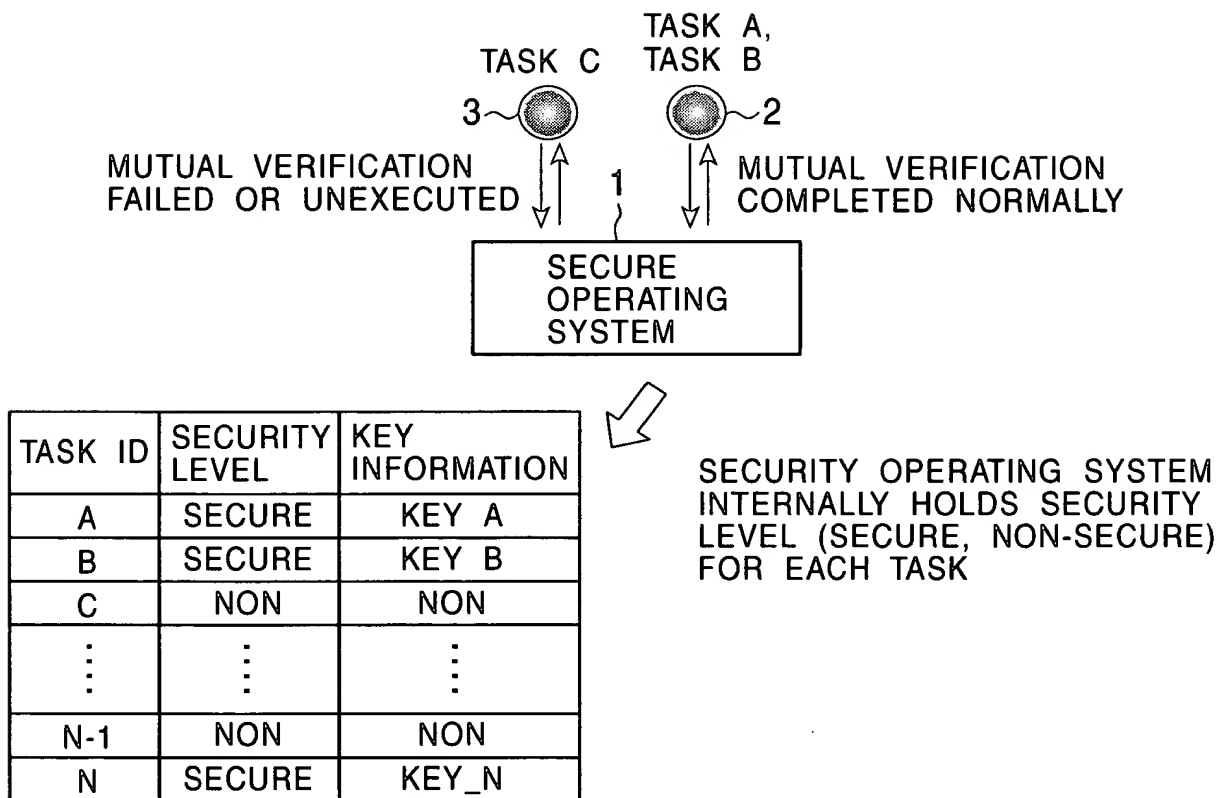 TASK A,
TASK C TASK B
3 2
MUTUAL VERIFICATION
FAILED OR UNEXECUTED
1
MUTUAL VERIFICATION
COMPLETED NORMALLY
SECURE
OPERATING
SYSTEM
TASK ID SECURITY LEVEL KEY INFORMATION
A SECURE KEY A
B SECURE KEY B
C NON NON
N-1 NON NON
N SECURE KEY_N
SECURITY OPERATING SYSTEM
INTERNALLY HOLDS SECURITY
LEVEL (SECURE, NON-SECURE)
FOR EACH TASK